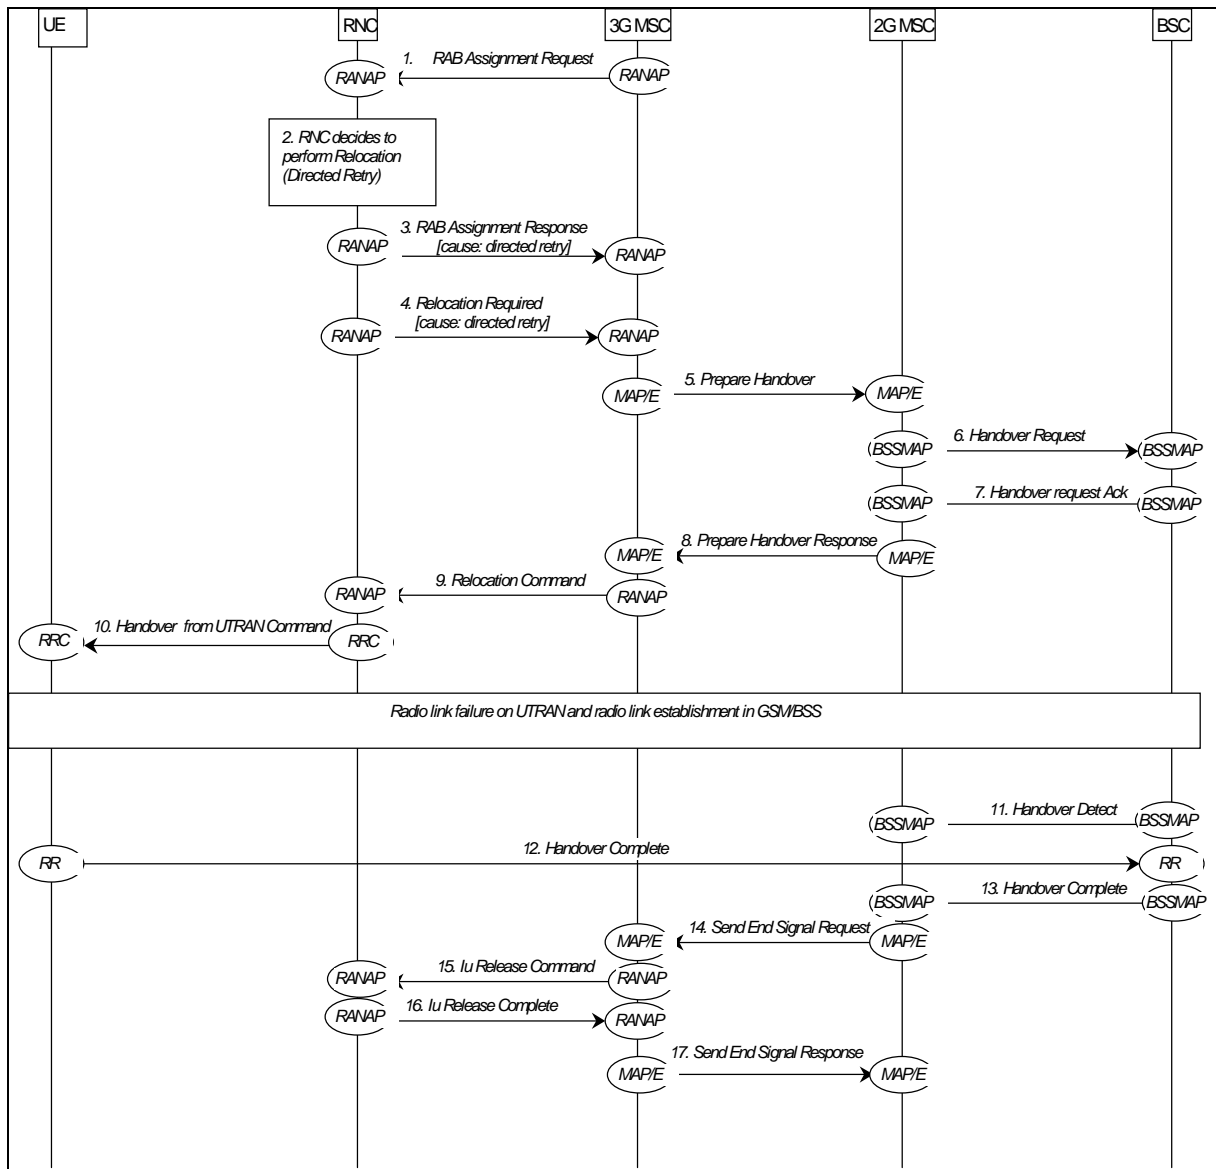 UE RNC 3G MSC 2G MSC BSC
1. RAB Assignment Request
RANAP RANAP
2. RNC decides to
perform Relocation
(Directed Retry)
3. RAB Assignment Response
RANAP [cause: directed retry] RANAP
4. Relocation Required
[cause: directed retry]
RANAP RANAP
5. Prepare Handover
MAP/E MAP/E
6. Handover Request
BSSMAP BSSMAP
7. Handover request Ack
BSSMAP BSSMAP
8. Prepare Handover Response
MAP/E MAP/E
9. Relocation Command
RANAP RANAP
10. Handover from UTRAN Command
RRC RRC
Radio link failure on UTRAN and radio link establishment in GSM/BSS
11. Handover Detect
BSSMAP BSSMAP
12. Handover Complete
RR RR
13. Handover Complete
BSSMAP BSSMAP
14. Send End Signal Request
MAP/E MAP/E
15. Iu Release Command
RANAP RANAP
16. Iu Release Complete
RANAP RANAP
17. Send End Signal Response
MAP/E MAP/E